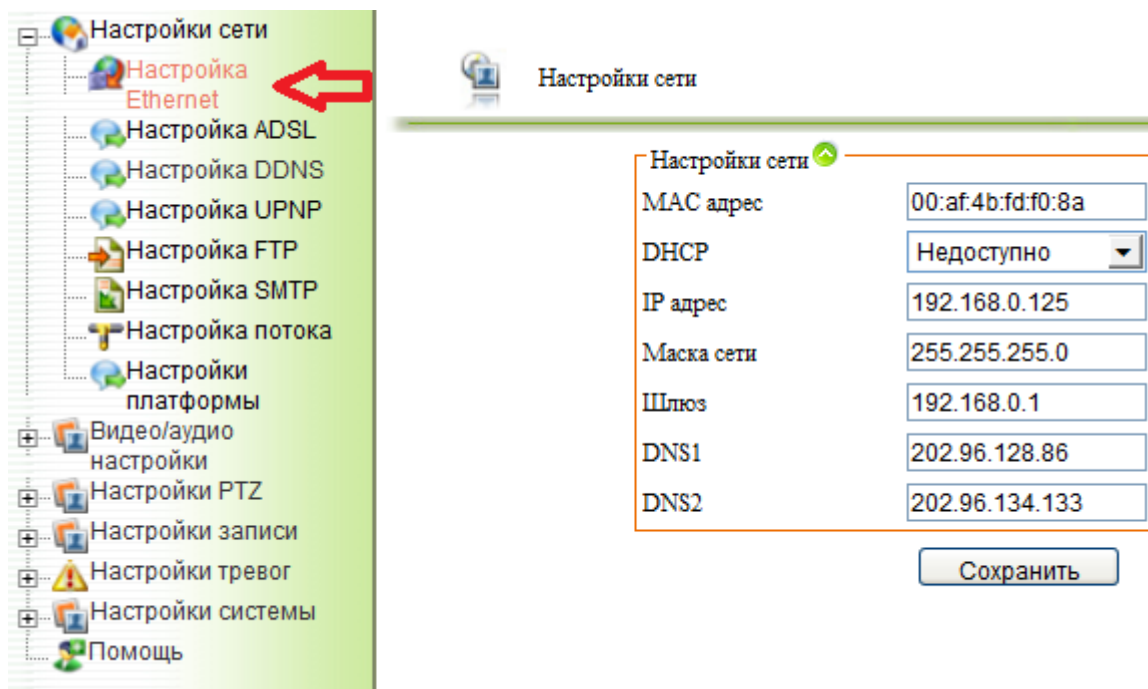 Настройки сети
Настройка
Ethernet
Настройка ADSL
Настройка DDNS
Настройка UPNP
Настройка FTP
Настройка SMTP
Настройка потока
Настройки
платформы
Видео/аудио
настройки
Настройки PTZ
Настройки записи
Настройки тревог
Настройки системы
Помощь
Настройки сети
Настройки сети
MAC адрес 00:af:4b:fd:f0:8a
DHCP Недоступно
IP адрес 192.168.0.125
Маска сети 255.255.255.0
Шлюз 192.168.0.1
DNS1 202.96.128.86
DNS2 202.96.134.133
Сохранить